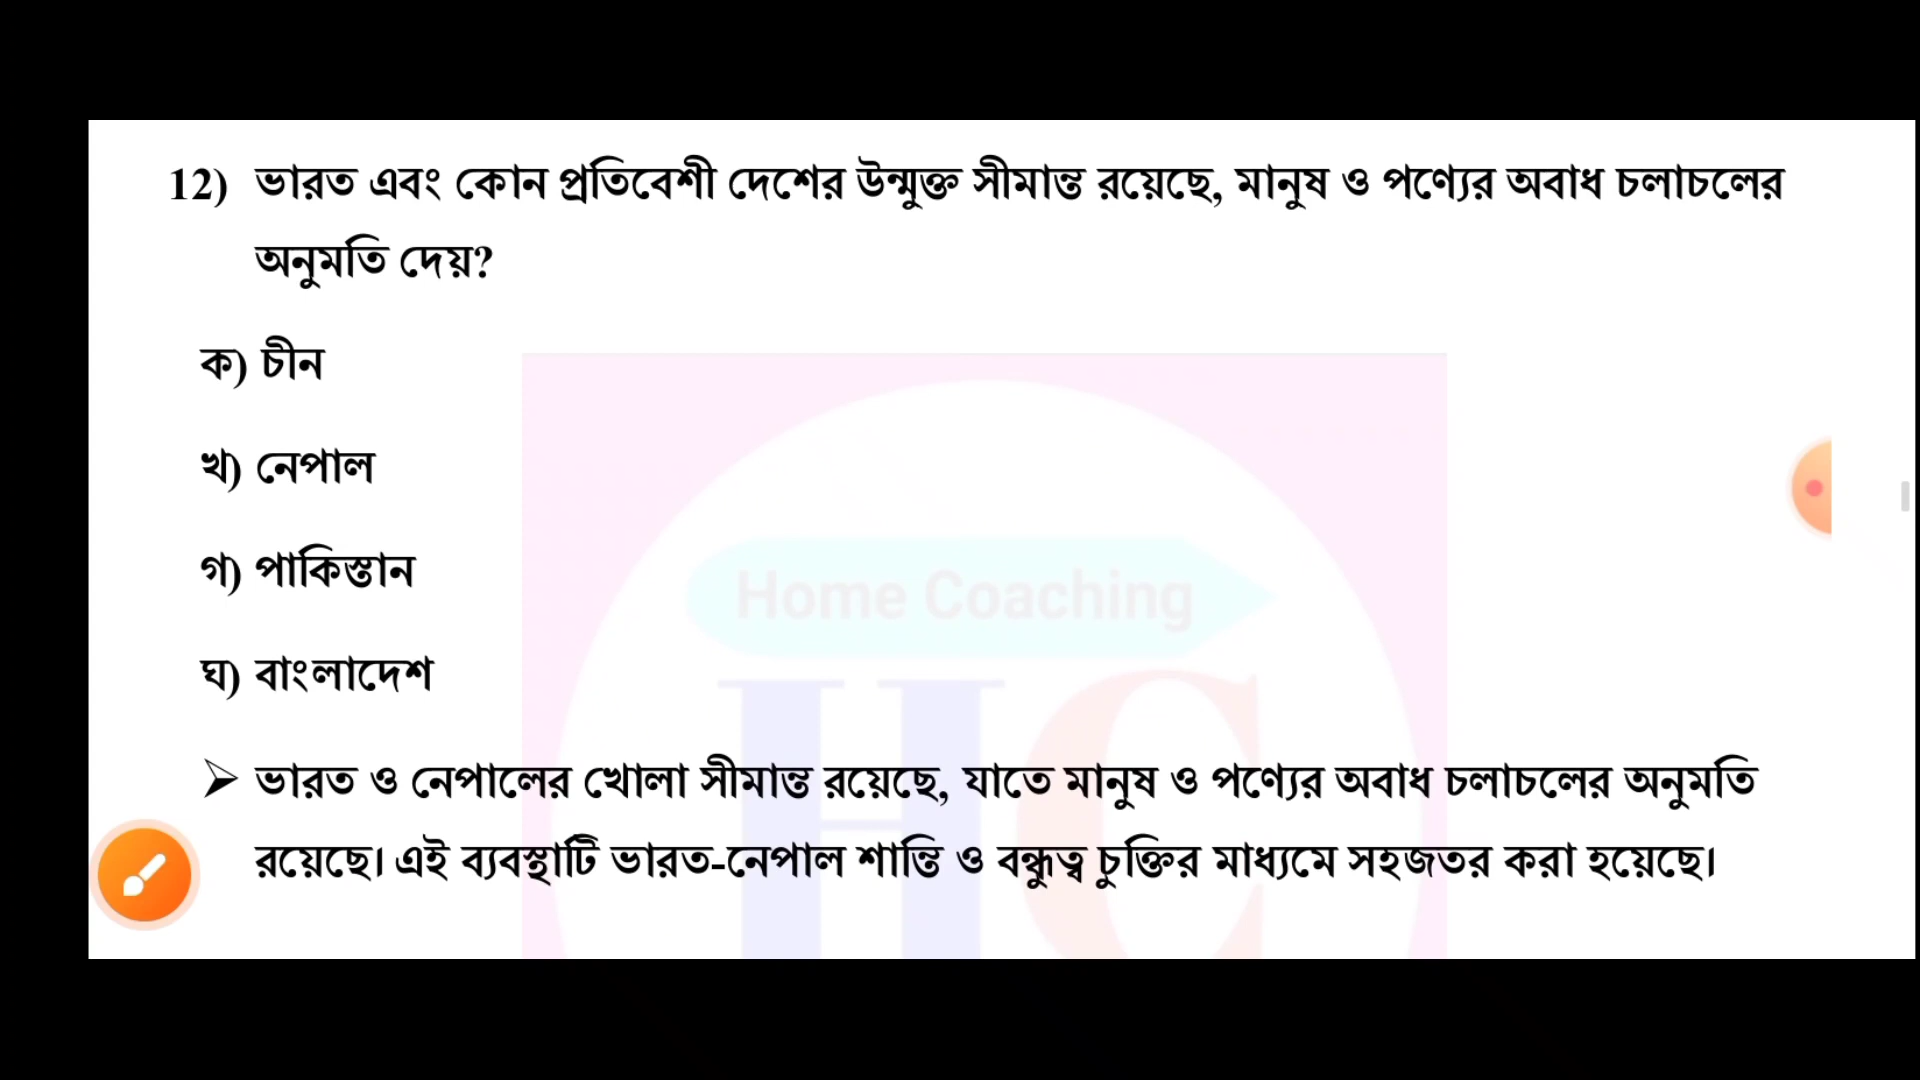 12) ভারত এবং কোন প্রতিবেশী দেশের উন্মুক্ত সীমান্ত রয়েছে, মানুষ ও পণ্যের অবাধ চলাচলের
অনুমতি দেয়?
ক) চীন
খ) নেপাল
গ) পাকিস্তান
Home Coaching
ঘ) বাংলাদেশ
HC
➢ ভারত ও নেপালের খোলা সীমান্ত রয়েছে, যাতে মানুষ ও পণ্যের অবাধ চলাচলের অনুমতি
রয়েছে। এই ব্যবস্থাটি ভারত-নেপাল শান্তি ও বন্ধুত্ব চুক্তির মাধ্যমে সহজতর করা হয়েছে।